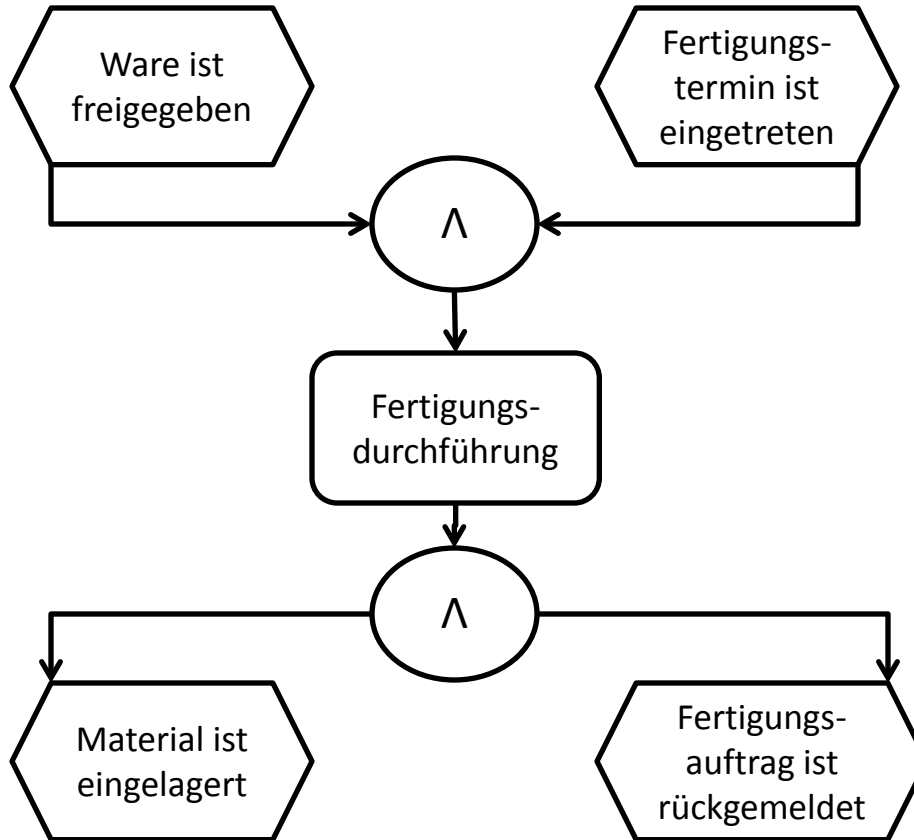 Ware ist
freigegeben
Fertigungs-
termin ist
eingetreten
Λ
Fertigungs-
durchführung
Λ
Material ist
eingelagert
Fertigungs-
auftrag ist
rückgemeldet